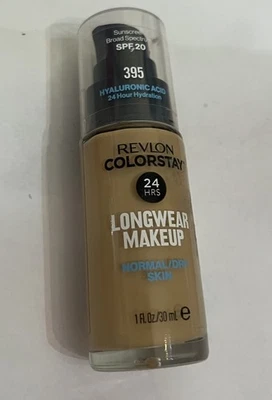 Sunscreen
Broad Spectrum
SPF 20
395
HYALURONIC ACID
24 Hour Hydration
REVLON
COLORSTAY
24
HRS
LONGWEAR
MAKEUP
NORMAL/DRY
SKIN
1 fl.Oz/30 mL e